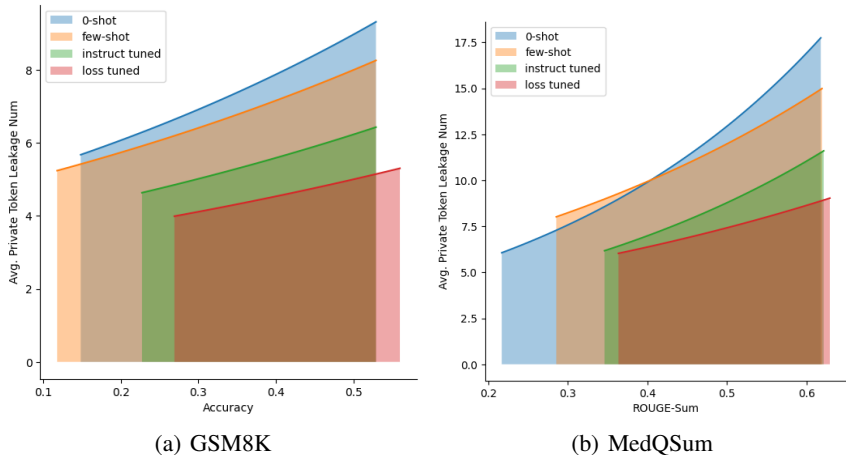 0-shot
few-shot
instruct tuned
loss tuned
Avg. Private Token Leakage Num
8
6
4
2
0
0.1 0.2 0.3 0.4 0.5
Accuracy
(a) GSM8K
0-shot
few-shot
instruct tuned
loss tuned
Avg. Private Token Leakage Num
17.5
15.0
12.5
10.0
7.5
5.0
2.5
0.0
0.2 0.3 0.4 0.5 0.6
ROUGE-Sum
(b) MedQSum